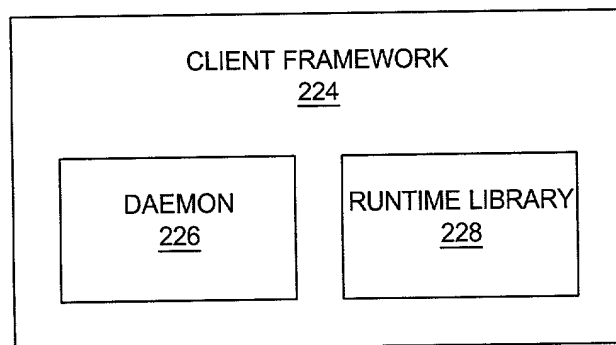 CLIENT FRAMEWORK
224
DAEMON
226
RUNTIME LIBRARY
228